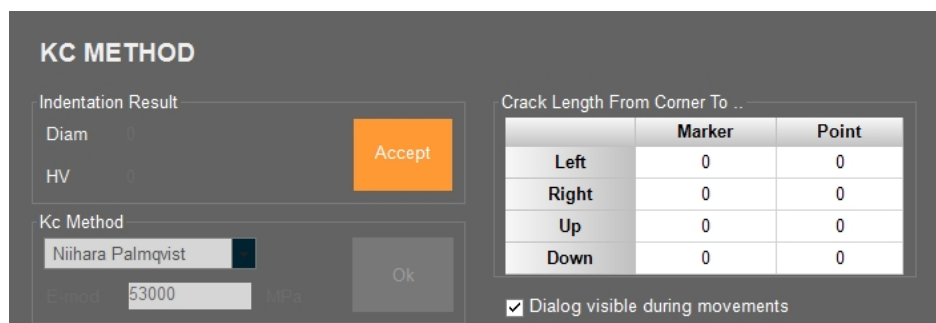 KC METHOD
Indentation Result
Diam 0
HV 0
Accept
Kc Method
Niihara Palmqvist
E-mod. 53000 MPa
Ok
Crack Length From Corner To ..
Marker Point
Left 0 0
Right 0 0
Up 0 0
Down 0 0
Dialog visible during movements